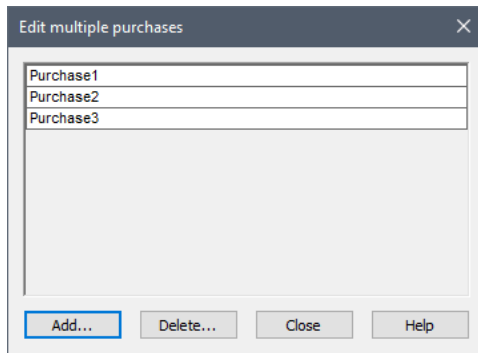 Edit multiple purchases
Purchase1
Purchase2
Purchase3
Add... Delete... Close Help